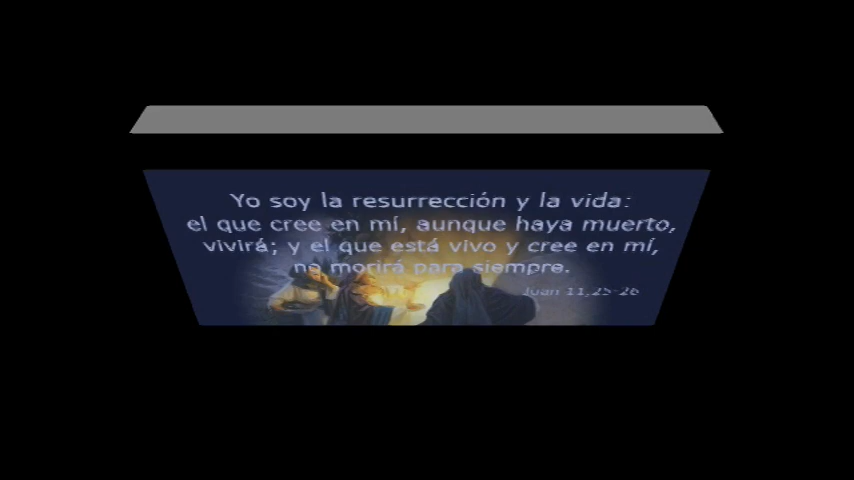 Yo soy la resurrección y la vida:
el que cree en mí, aunque haya muerto,
vivirá; y el que está vivo y cree en mí,
no morirá para siempre.
Juan 11,25-26